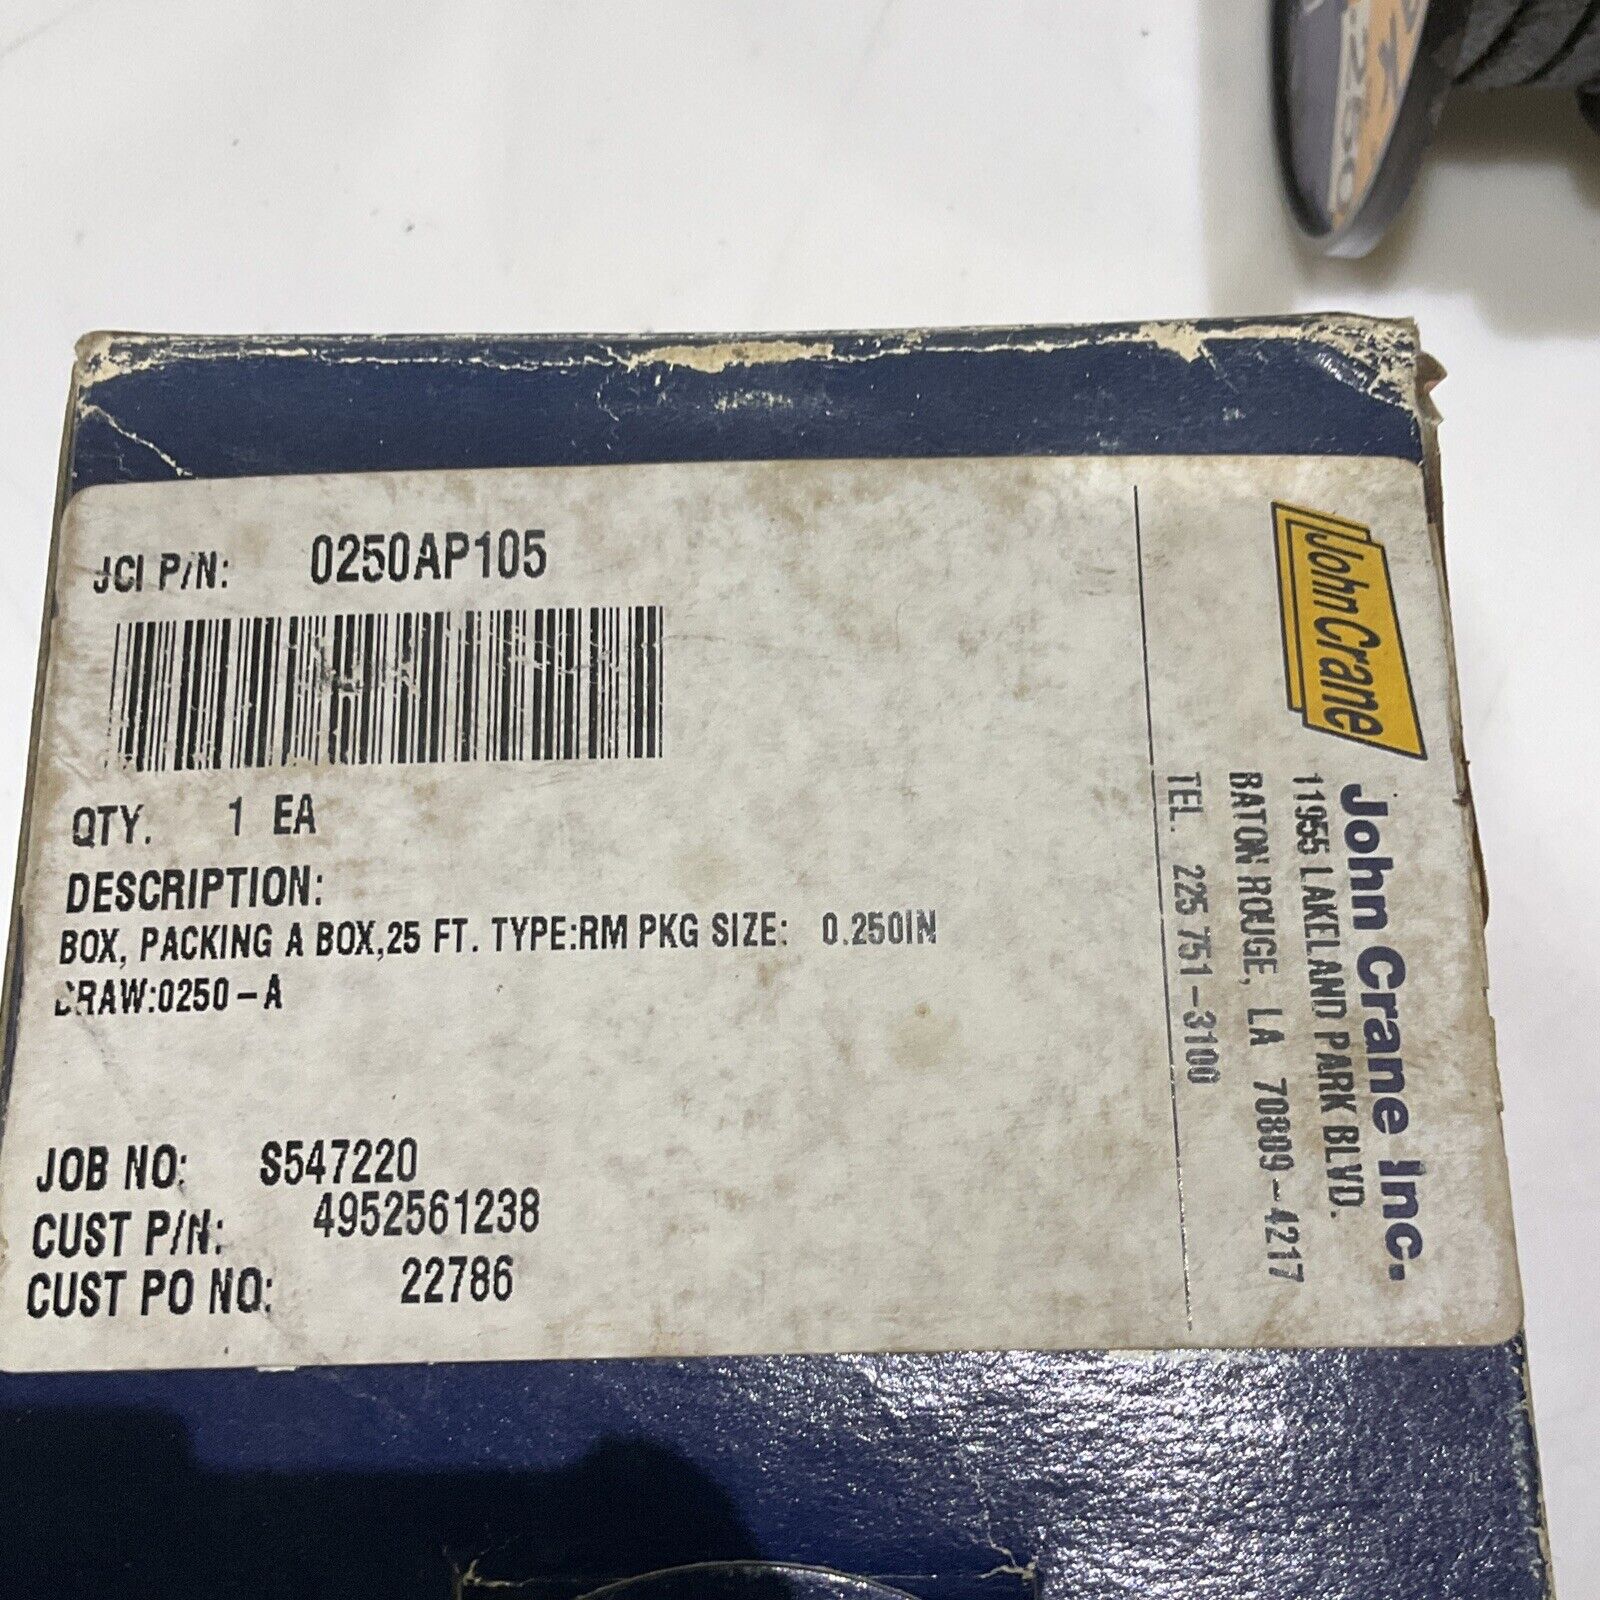 JCI P/N: 0250AP105
QTY. 1 EA
DESCRIPTION:
BOX, PACKING A BOX,25 FT. TYPE:RM PKG SIZE: 0.250IN
DRAW:0250-A
JOB NO: S547220
CUST P/N: 4952561238
CUST PO NO: 22786
John Crane
John Crane Inc.
11955 LAKELAND PARK BLVD.
BATON ROUGE, LA 70809-4217
TEL. 225 751-3100